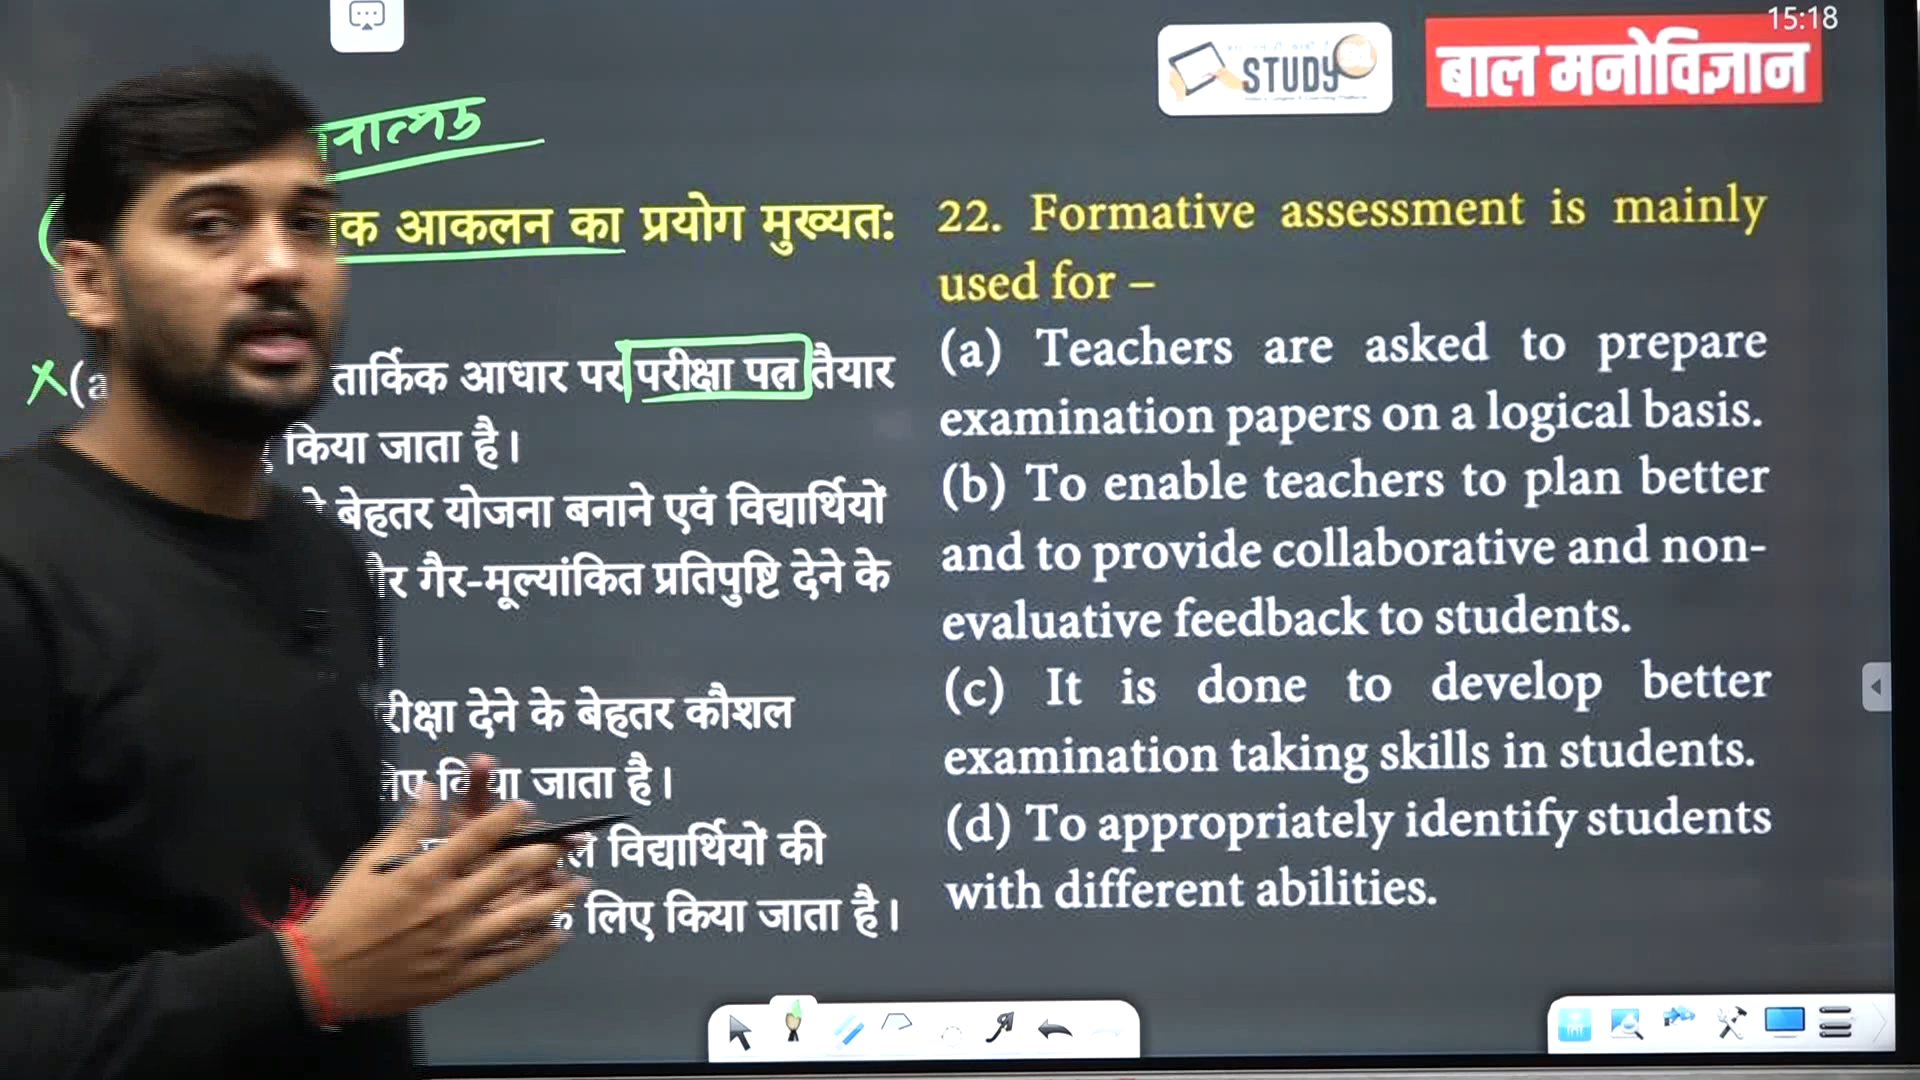 15:18
STUDY
बाल मनोविज्ञान
नात्मक
क आकलन का प्रयोग मुख्यत:
(a
तार्किक आधार पर परीक्षा पत्र तैयार
किया जाता है।
बेहतर योजना बनाने एवं विद्यार्थियों
गैर-मूल्यांकित प्रतिपुष्टि देने के
परीक्षा देने के बेहतर कौशल
जाता है।
विद्यार्थियों की
लिए किया जाता है।
22. Formative assessment is mainly
used for –
(a) Teachers are asked to prepare
examination papers on a logical basis.
(b) To enable teachers to plan better
and to provide collaborative and non-
evaluative feedback to students.
(c) It is done to develop better
examination taking skills in students.
(d) To appropriately identify students
with different abilities.